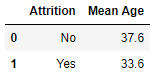 Attrition Mean Age
0 No 37.6
1 Yes 33.6